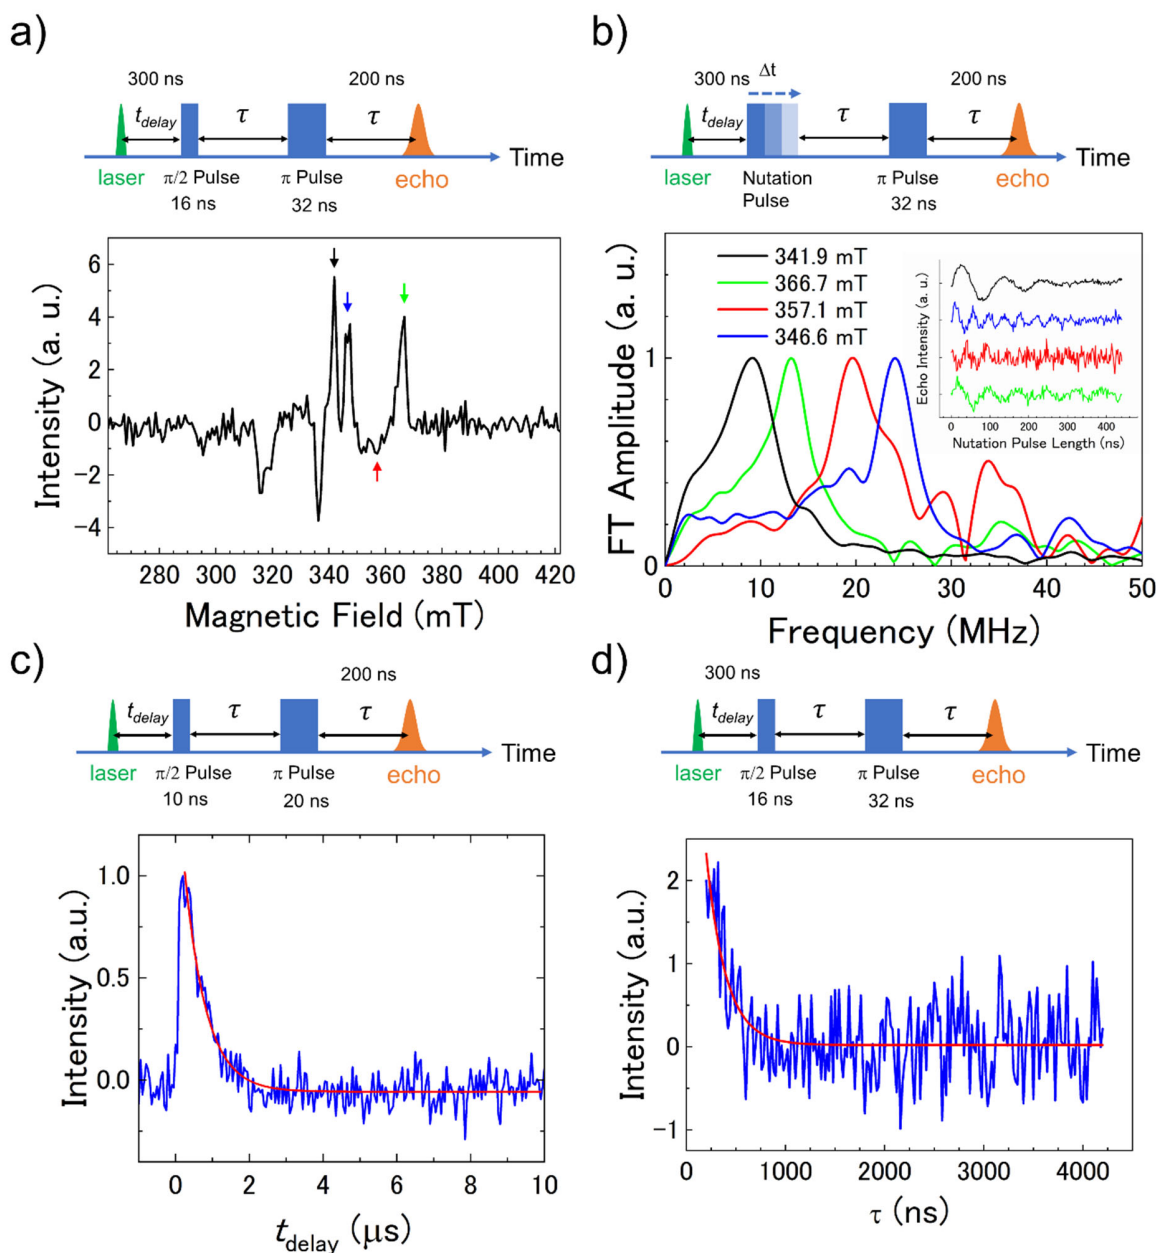 a)
300 ns
200 ns
t_delay
τ
τ
Time
laser
π/2 Pulse
π Pulse
echo
16 ns
32 ns
6
4
2
0
−2
−4
Intensity (a. u.)
280 300 320 340 360 380 400 420
Magnetic Field (mT)
b)
300 ns
Δt
200 ns
t_delay
τ
τ
Time
laser
Nutation
Pulse
π Pulse
echo
32 ns
341.9 mT
366.7 mT
357.1 mT
346.6 mT
Echo Intensity (a. u.)
0 100 200 300 400
Nutation Pulse Length (ns)
1
0
FT Amplitude (a. u.)
0 10 20 30 40 50
Frequency (MHz)
c)
200 ns
t_delay
τ
τ
Time
laser
π/2 Pulse
π Pulse
echo
10 ns
20 ns
1.0
0.0
Intensity (a.u.)
0 2 4 6 8 10
t_delay (μs)
d)
300 ns
t_delay
τ
τ
Time
laser
π/2 Pulse
π Pulse
echo
16 ns
32 ns
2
1
0
−1
Intensity (a.u.)
0 1000 2000 3000 4000
τ (ns)